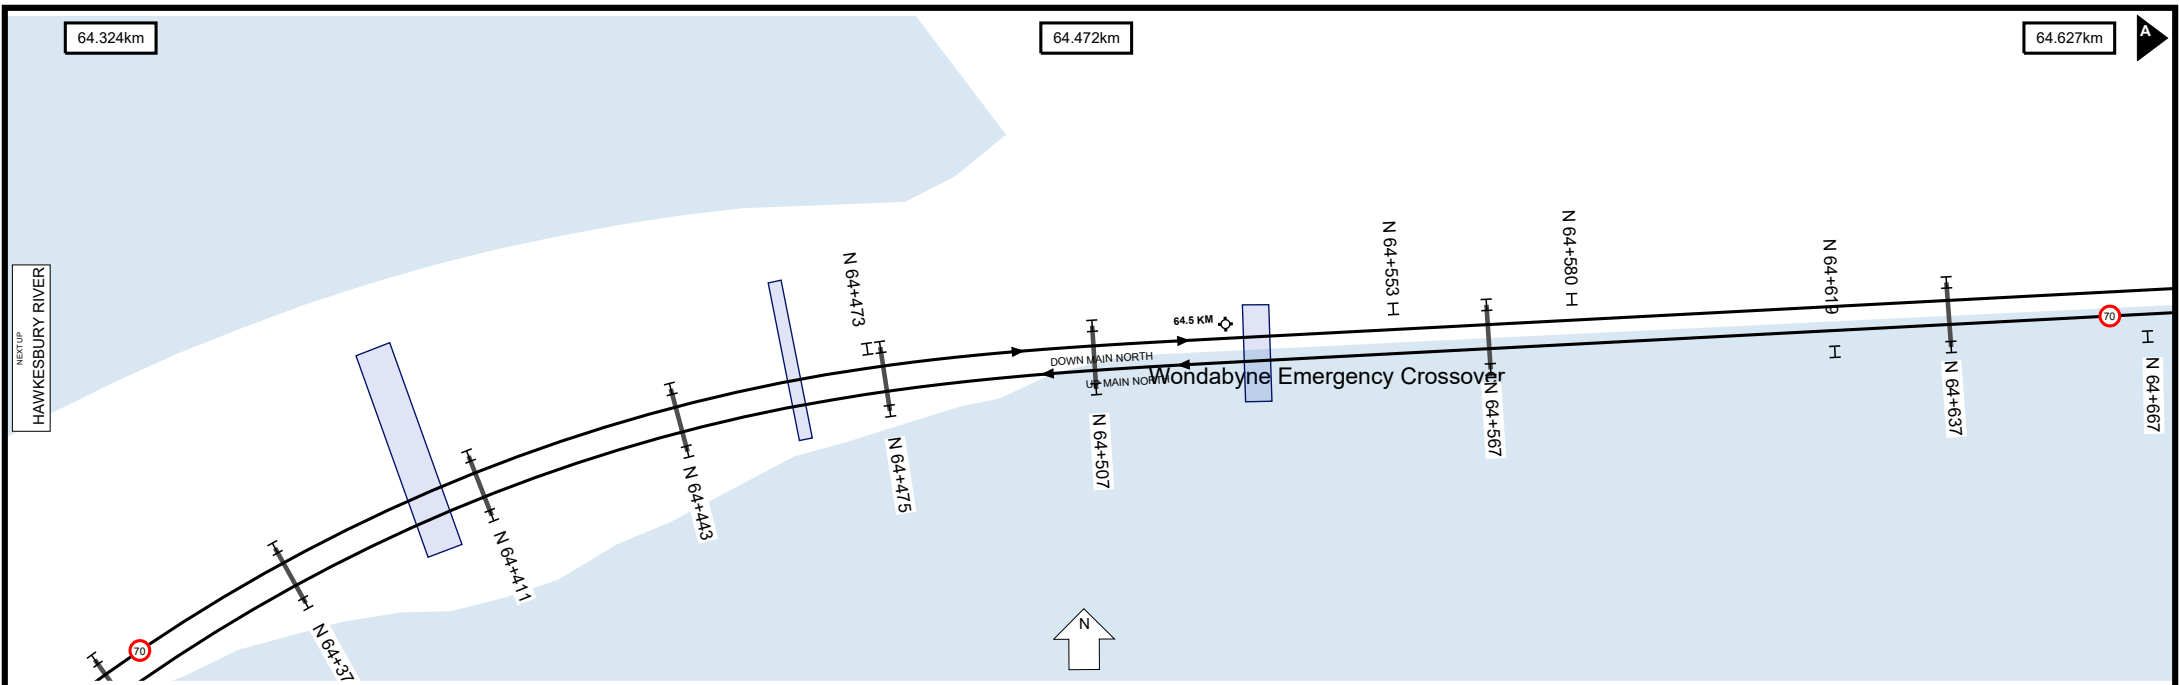 64.324km
64.472km
64.627km
A
NEXT UP
HAWKESBURY RIVER
N 64+473
64.5 KM
N 64+553
N 64+580
N 64+619
DOWN MAIN NORTH
UP MAIN NORTH
Wondabyne Emergency Crossover
70
N 64+37
N 64+411
N 64+443
N 64+475
N 64+507
N 64+567
N 64+637
N 64+667
70
N